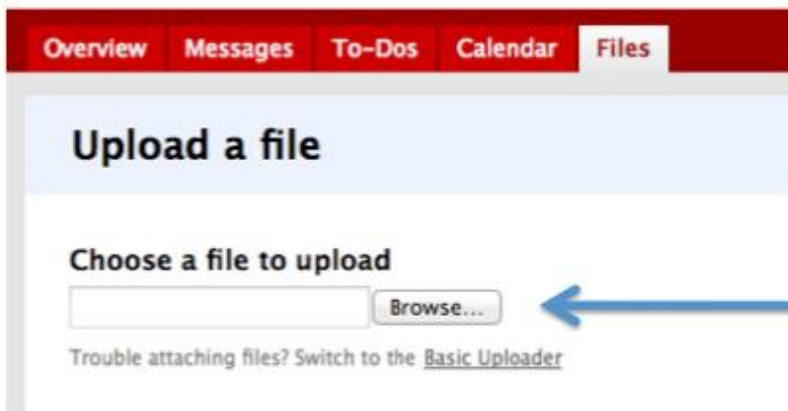 Overview Messages To-Dos Calendar Files
Upload a file
Choose a file to upload
Browse...
Trouble attaching files? Switch to the Basic Uploader